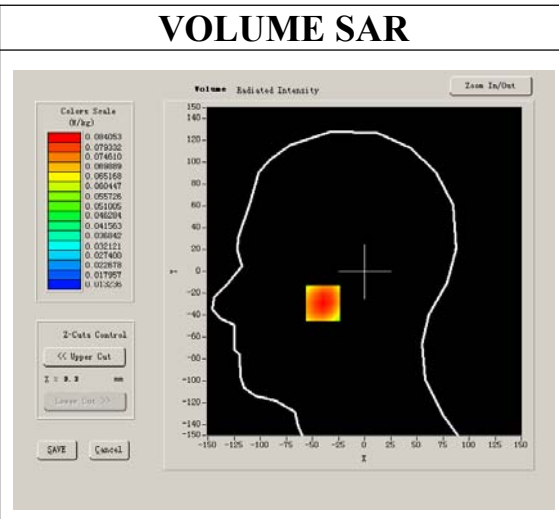 VOLUME SAR
Volume Radiated Intensity
Zoom In/Out
Colors Scale
(W/kg)
0.084053
0.079332
0.074610
0.069889
0.065168
0.060447
0.055726
0.051005
0.046284
0.041563
0.036842
0.032121
0.027400
0.022678
0.017957
0.013236
Z-Cuts Control
<< Upper Cut
mm
Lower Cut >>
SAVE
Cancel
150
140
120
100
80
60
40
20
0
-20
-40
-60
-80
-100
-120
-140
-150
Y
-150 -125 -100 -75 -50 -25 0 25 50 75 100 125 150
X